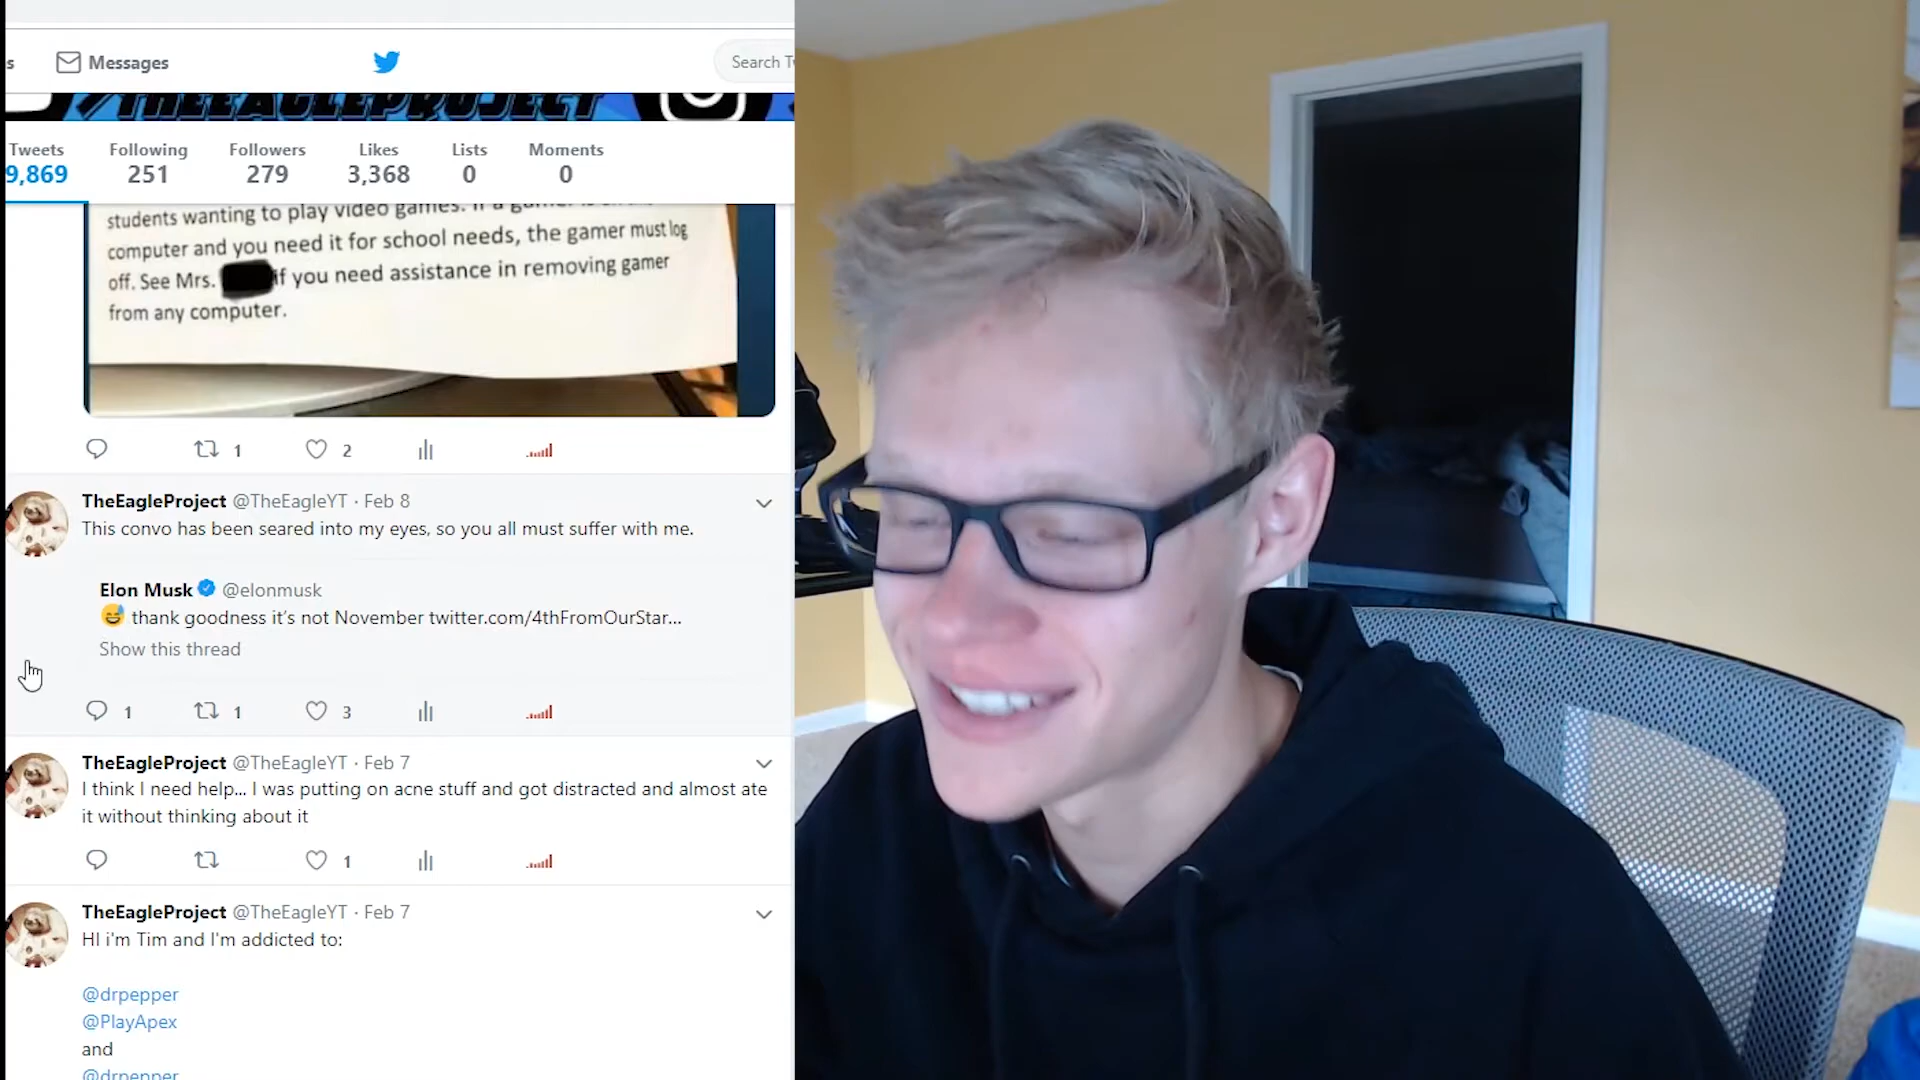 s Messages Search Tw
/THEEAGLEPROJECT
Tweets Following Followers Likes Lists Moments
9,869 251 279 3,368 0 0
students wanting to play video games. If a gamer is
computer and you need it for school needs, the gamer must log
off. See Mrs. if you need assistance in removing gamer
from any computer.
1 2
TheEagleProject @TheEagleYT · Feb 8
This convo has been seared into my eyes, so you all must suffer with me.
Elon Musk @elonmusk
😅 thank goodness it's not November twitter.com/4thFromOurStar...
Show this thread
1 1 3
TheEagleProject @TheEagleYT · Feb 7
I think I need help... I was putting on acne stuff and got distracted and almost ate
it without thinking about it
1
TheEagleProject @TheEagleYT · Feb 7
HI i'm Tim and I'm addicted to:
@drpepper
@PlayApex
and
@drpepper